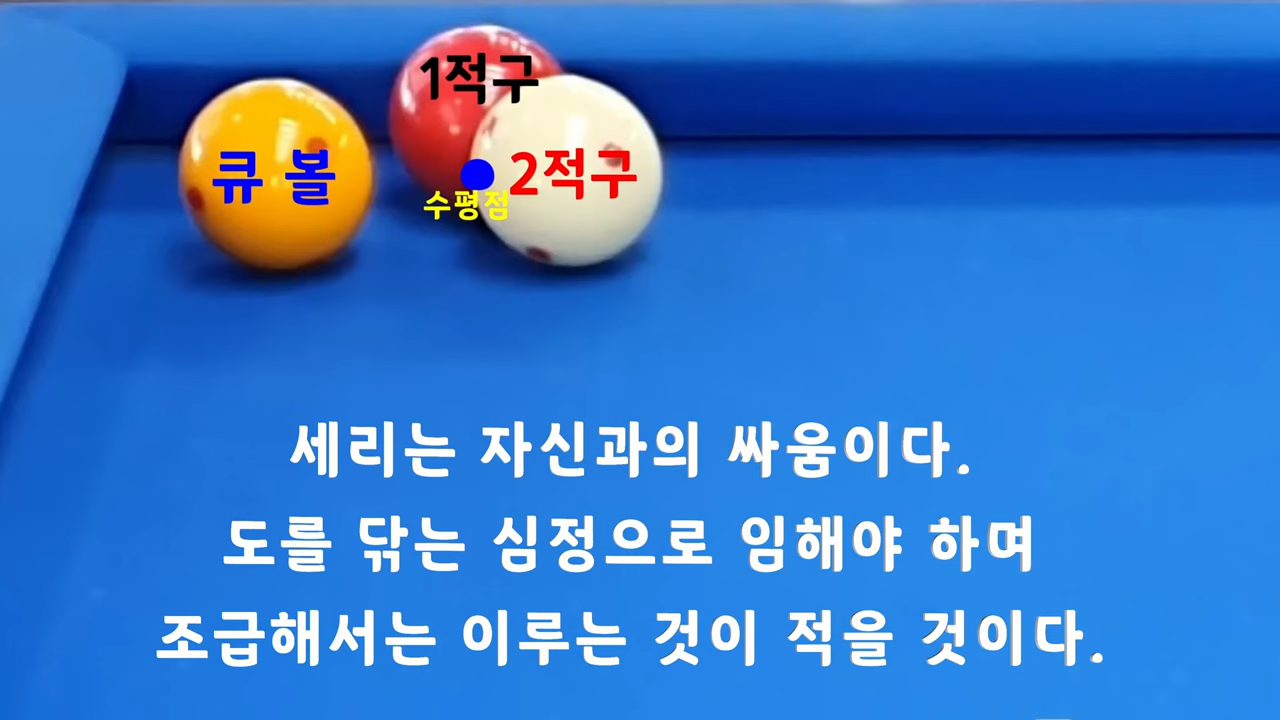 1적구
큐 볼
2적구
수평점
세리는 자신과의 싸움이다.
도를 닦는 심정으로 임해야 하며
조급해서는 이루는 것이 적을 것이다.